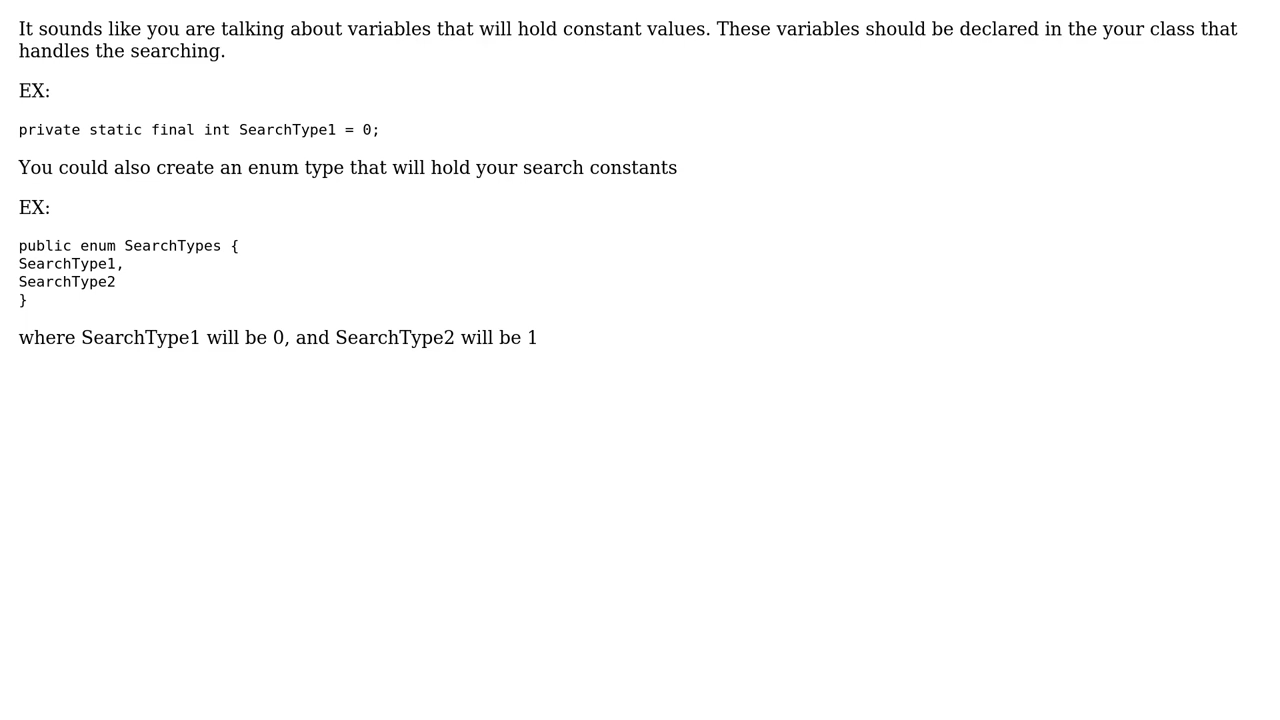 It sounds like you are talking about variables that will hold constant values. These variables should be declared in the your class that
handles the searching.
EX:
private static final int SearchType1 = 0;
You could also create an enum type that will hold your search constants
EX:
public enum SearchTypes {
SearchType1,
SearchType2
}
where SearchType1 will be 0, and SearchType2 will be 1